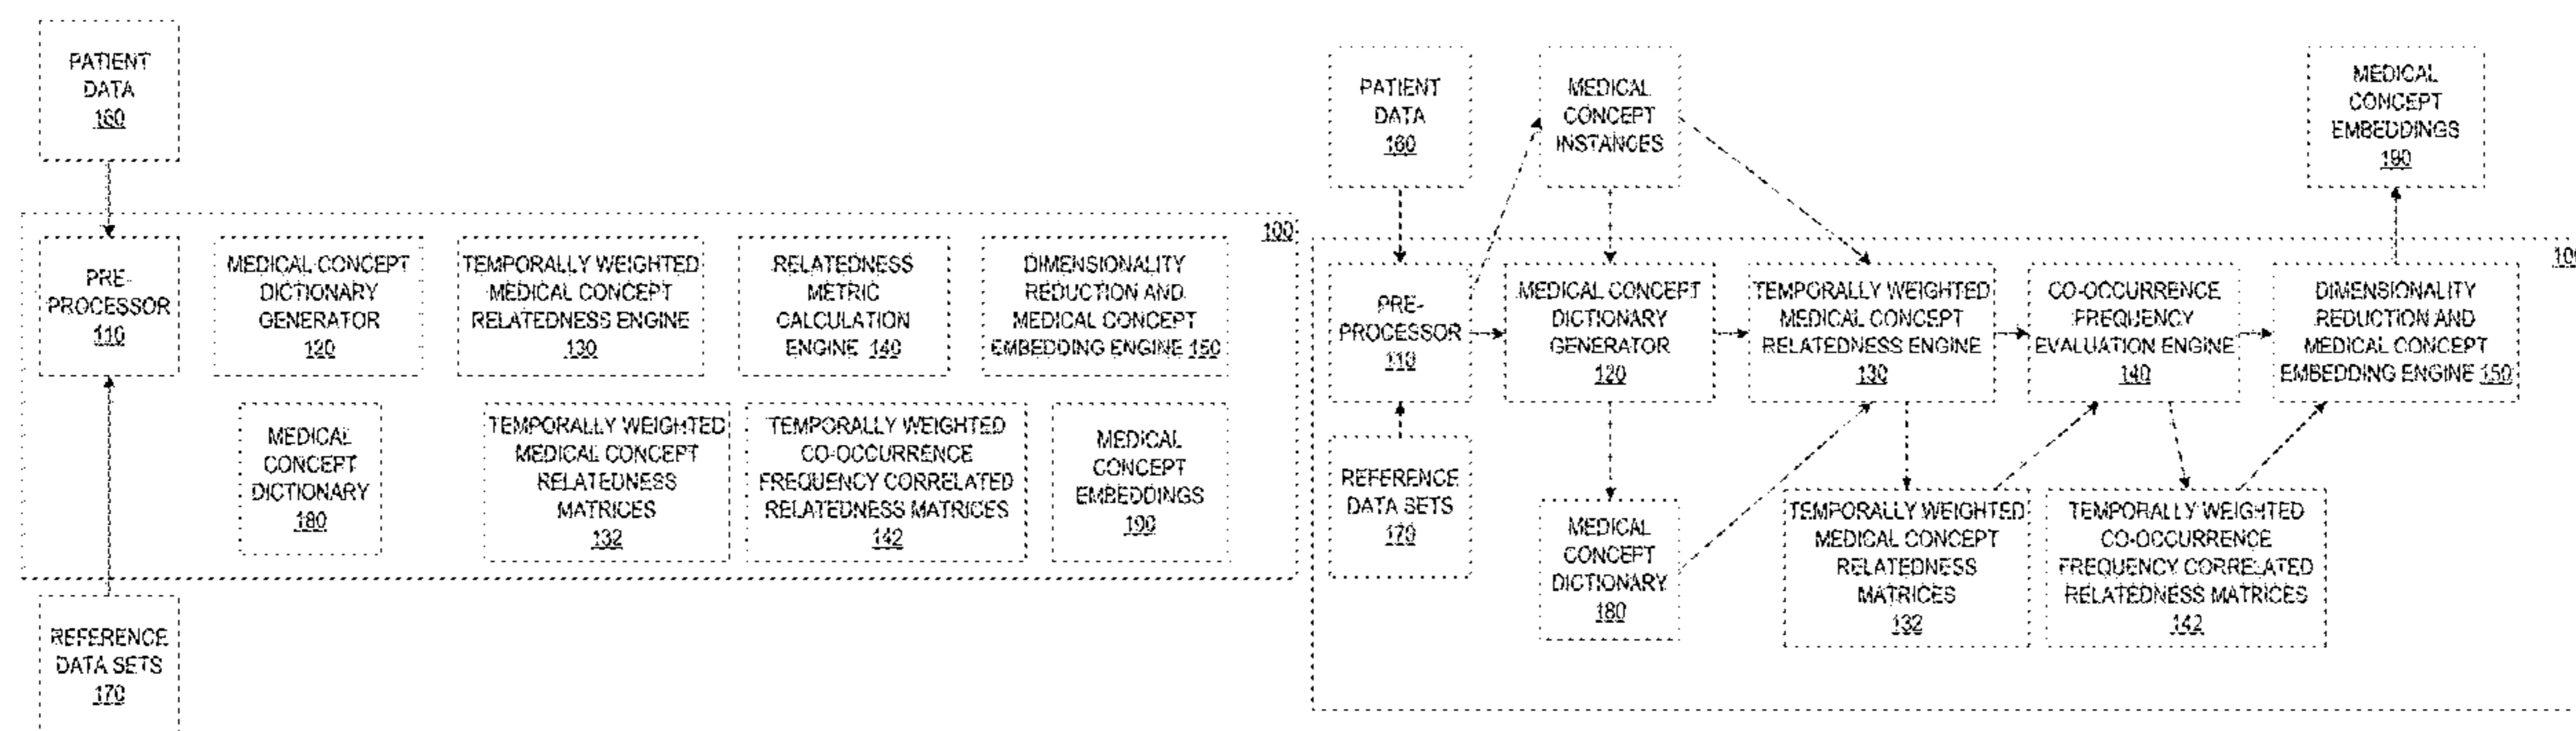 PATIENT
DATA
160
100
PRE-
PROCESSOR
110
MEDICAL CONCEPT
DICTIONARY
GENERATOR
120
TEMPORALLY WEIGHTED
MEDICAL CONCEPT
RELATEDNESS ENGINE
130
RELATEDNESS
METRIC
CALCULATION
ENGINE 140
DIMENSIONALITY
REDUCTION AND
MEDICAL CONCEPT
EMBEDDING ENGINE 150
MEDICAL
CONCEPT
DICTIONARY
180
TEMPORALLY WEIGHTED
MEDICAL CONCEPT
RELATEDNESS
MATRICES
132
TEMPORALLY WEIGHTED
CO-OCCURRENCE
FREQUENCY CORRELATED
RELATEDNESS MATRICES
142
MEDICAL
CONCEPT
EMBEDDINGS
190
REFERENCE
DATA SETS
170
PATIENT
DATA
160
MEDICAL
CONCEPT
INSTANCES
MEDICAL
CONCEPT
EMBEDDINGS
190
PRE-
PROCESSOR
110
MEDICAL CONCEPT
DICTIONARY
GENERATOR
120
TEMPORALLY WEIGHTED
MEDICAL CONCEPT
RELATEDNESS ENGINE
130
CO-OCCURRENCE
FREQUENCY
EVALUATION ENGINE
140
DIMENSIONALITY
REDUCTION AND
MEDICAL CONCEPT
EMBEDDING ENGINE 150
REFERENCE
DATA SETS
170
MEDICAL
CONCEPT
DICTIONARY
180
TEMPORALLY WEIGHTED
MEDICAL CONCEPT
RELATEDNESS
MATRICES
132
TEMPORALLY WEIGHTED
CO-OCCURRENCE
FREQUENCY CORRELATED
RELATEDNESS MATRICES
142